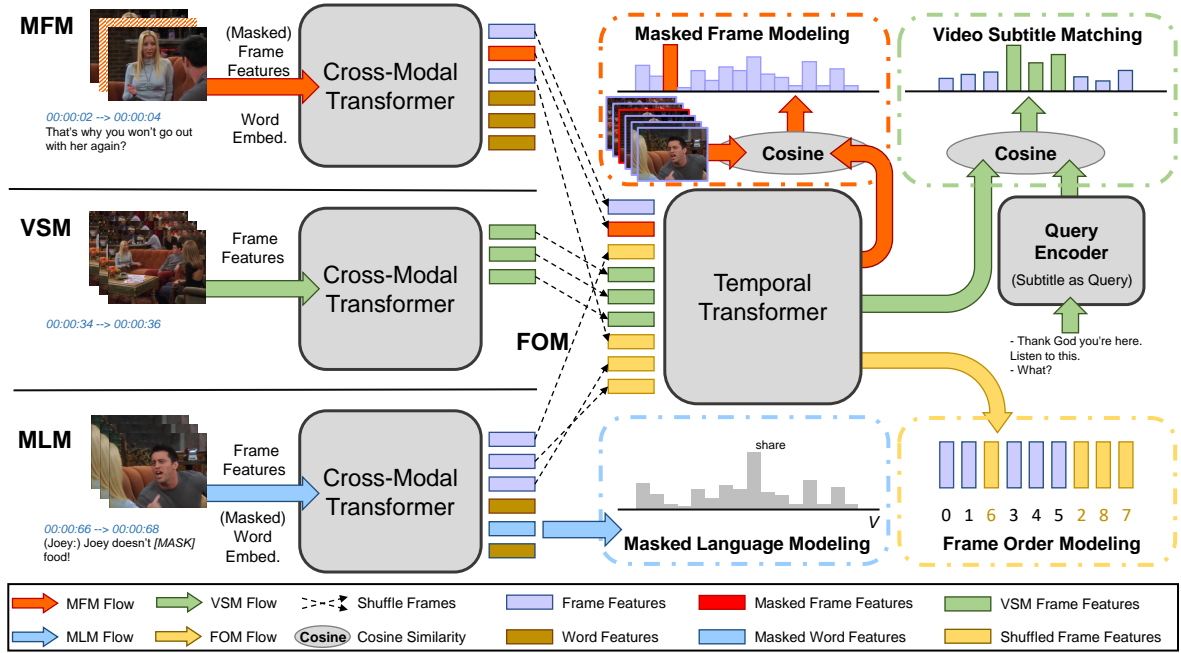 MFM
(Masked)
Frame
Features
Word
Embed.
00:00:02 --> 00:00:04
That's why you won't go out
with her again?
Cross-Modal
Transformer
VSM
Frame
Features
00:00:34 --> 00:00:36
Cross-Modal
Transformer
FOM
MLM
Frame
Features
(Masked)
Word
Embed.
00:00:66 --> 00:00:68
(Joey:) Joey doesn't [MASK]
food!
Cross-Modal
Transformer
Masked Frame Modeling
Cosine
Video Subtitle Matching
Cosine
Temporal
Transformer
Query
Encoder
(Subtitle as Query)
- Thank God you're here.
Listen to this.
- What?
share
V
Masked Language Modeling
0 1 6 3 4 5 2 8 7
Frame Order Modeling
MFM Flow
VSM Flow
Shuffle Frames
Frame Features
Masked Frame Features
VSM Frame Features
MLM Flow
FOM Flow
Cosine
Cosine Similarity
Word Features
Masked Word Features
Shuffled Frame Features